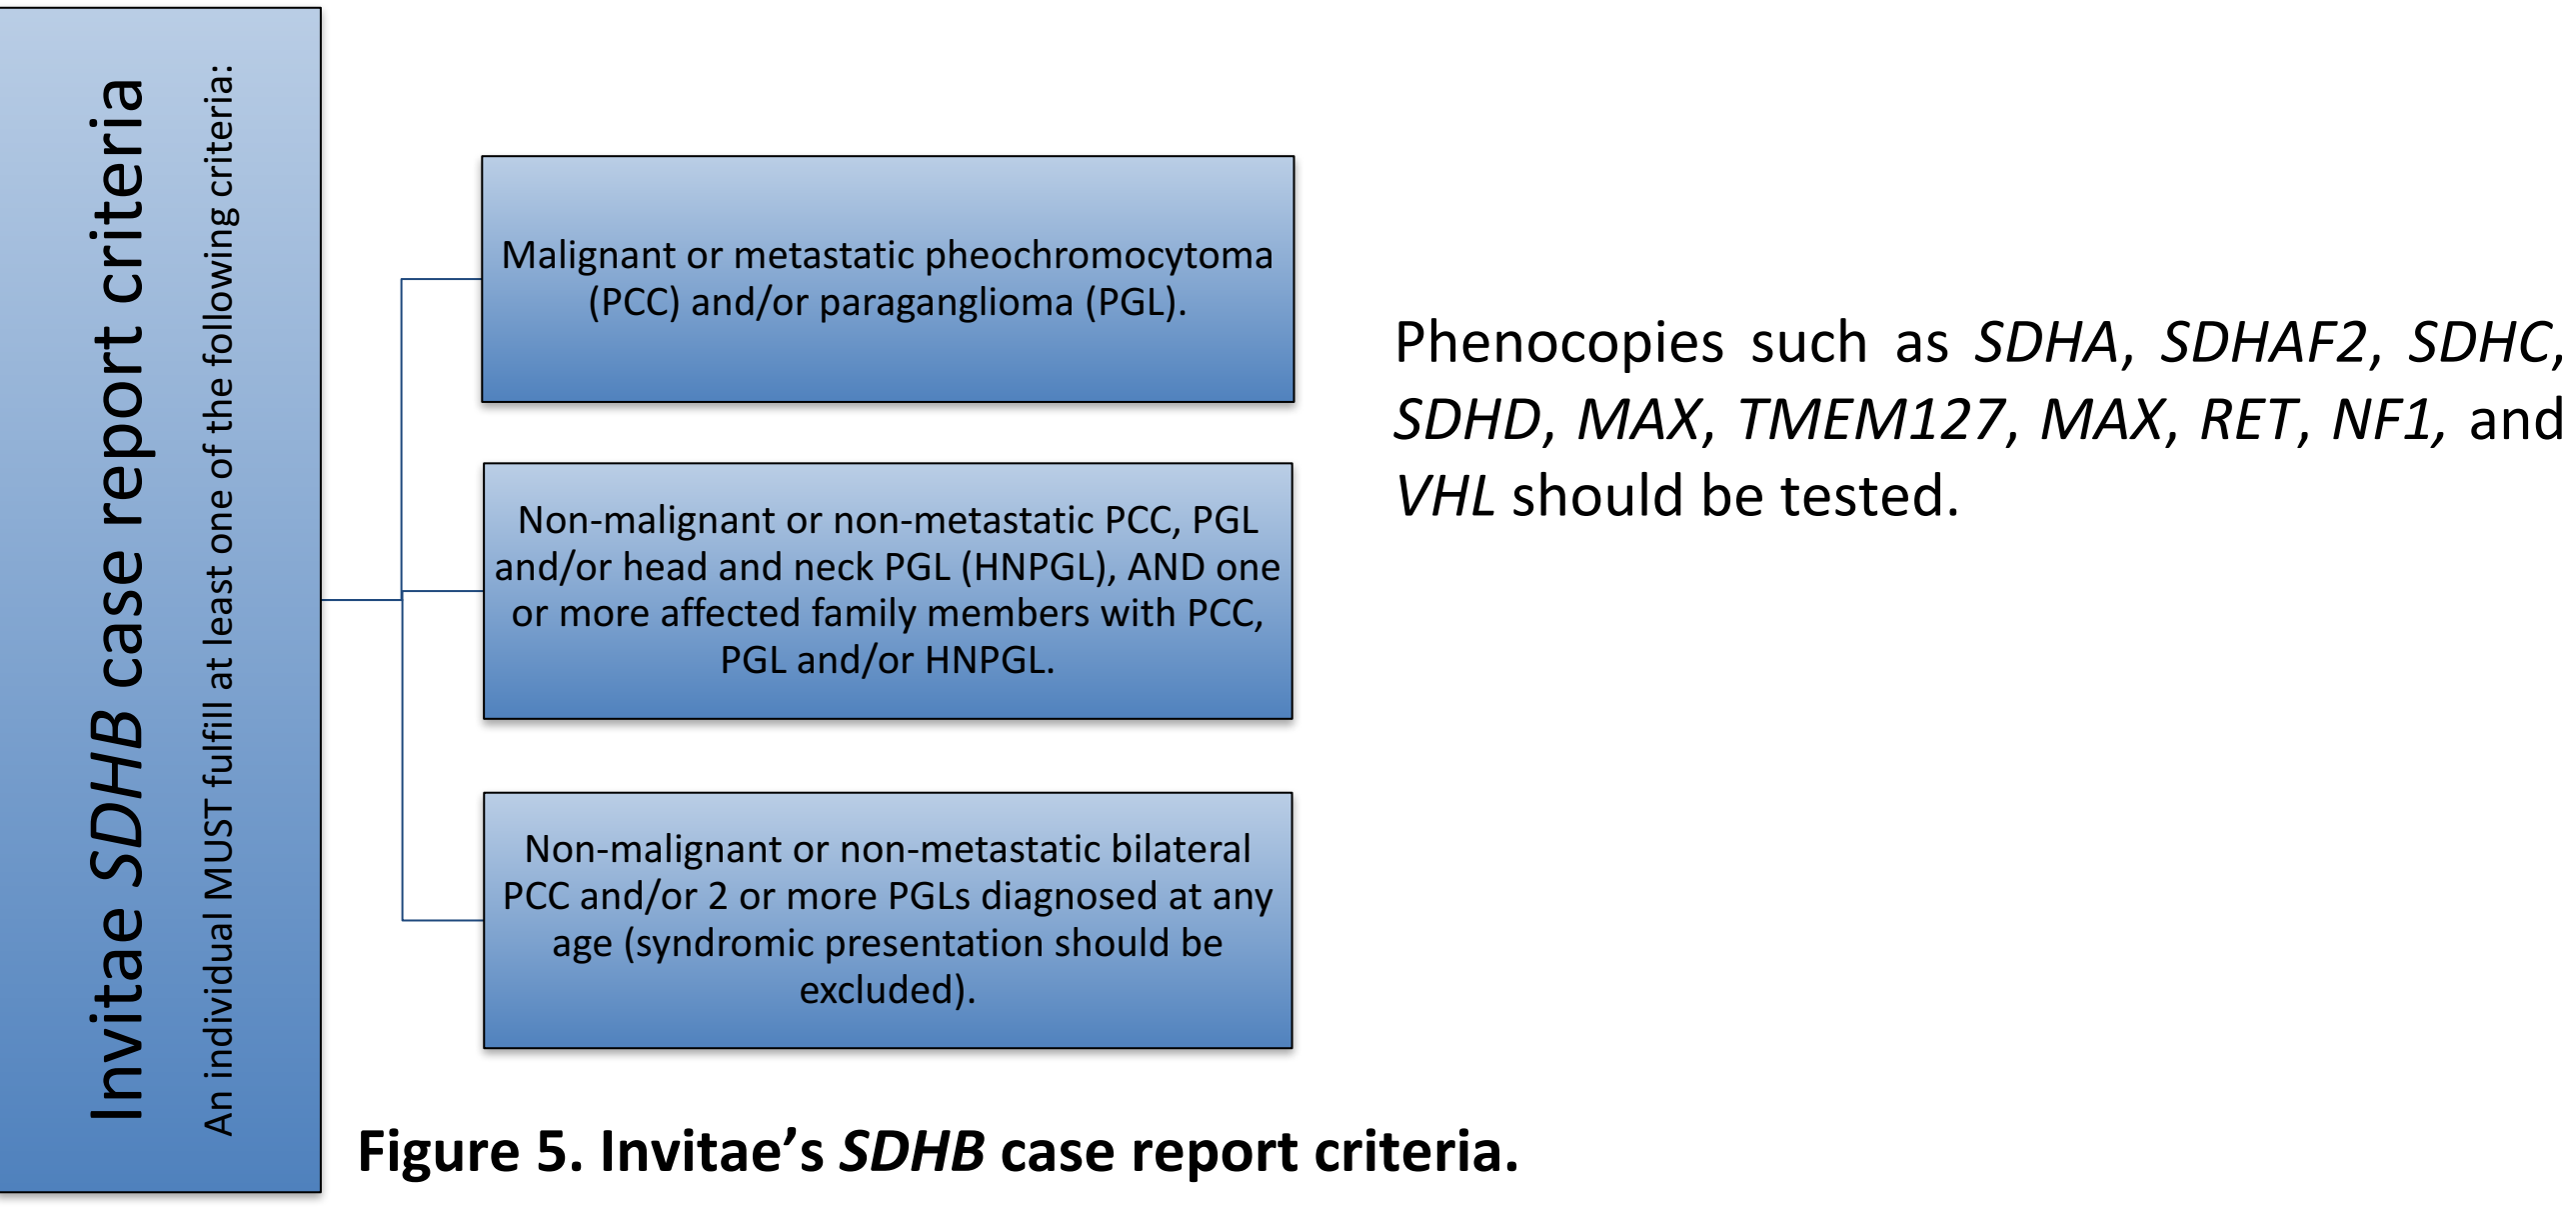 Invitae SDHB case report criteria
An individual MUST fulfill at least one of the following criteria:
Malignant or metastatic pheochromocytoma
(PCC) and/or paraganglioma (PGL).
Non-malignant or non-metastatic PCC, PGL
and/or head and neck PGL (HNPGL), AND one
or more affected family members with PCC,
PGL and/or HNPGL.
Non-malignant or non-metastatic bilateral
PCC and/or 2 or more PGLs diagnosed at any
age (syndromic presentation should be
excluded).
Phenocopies such as SDHA, SDHAF2, SDHC,
SDHD, MAX, TMEM127, MAX, RET, NF1, and
VHL should be tested.
Figure 5. Invitae’s SDHB case report criteria.